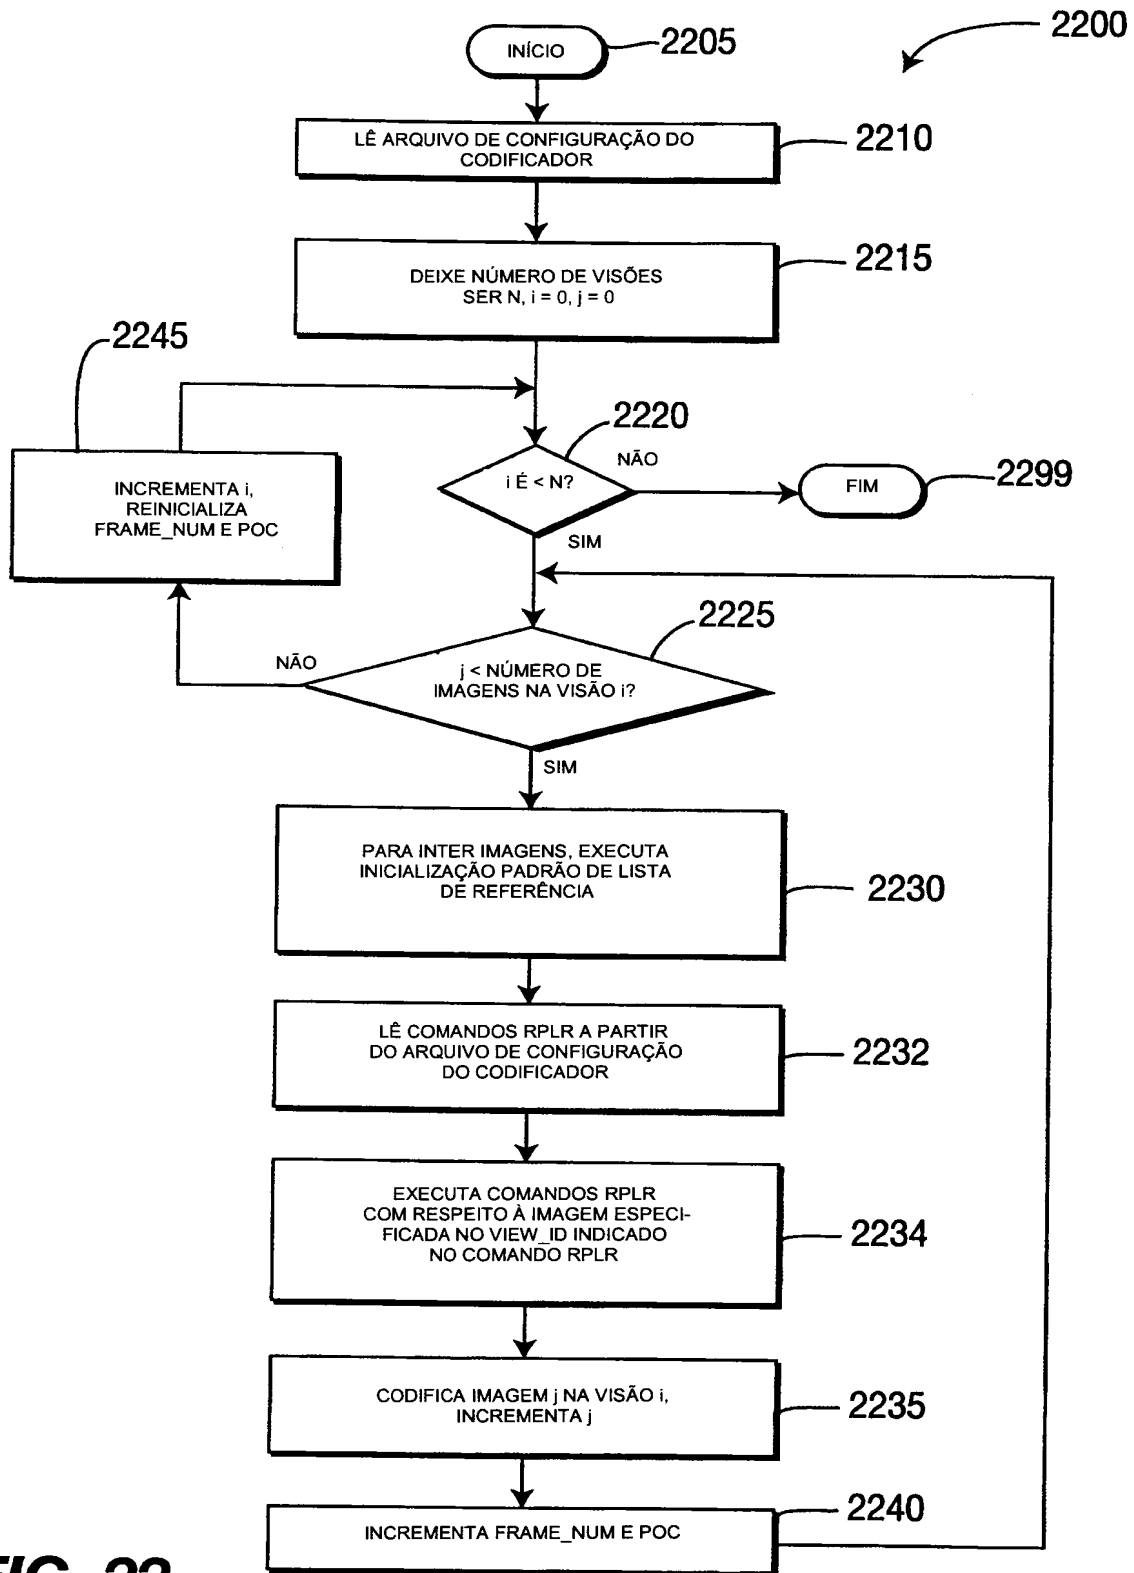 2200
INÍCIO
2205
LÊ ARQUIVO DE CONFIGURAÇÃO DO
CODIFICADOR
2210
DEIXE NÚMERO DE VISÕES
SER N, i = 0, j = 0
2215
2245
INCREMENTA i,
REINICIALIZA
FRAME_NUM E POC
2220
i É < N?
NÃO
FIM
2299
SIM
2225
NÃO
j < NÚMERO DE
IMAGENS NA VISÃO i?
SIM
PARA INTER IMAGENS, EXECUTA
INICIALIZAÇÃO PADRÃO DE LISTA
DE REFERÊNCIA
2230
LÊ COMANDOS RPLR A PARTIR
DO ARQUIVO DE CONFIGURAÇÃO
DO CODIFICADOR
2232
EXECUTA COMANDOS RPLR
COM RESPEITO À IMAGEM ESPECI-
FICADA NO VIEW_ID INDICADO
NO COMANDO RPLR
2234
CODIFICA IMAGEM j NA VISÃO i,
INCREMENTA j
2235
INCREMENTA FRAME_NUM E POC
2240